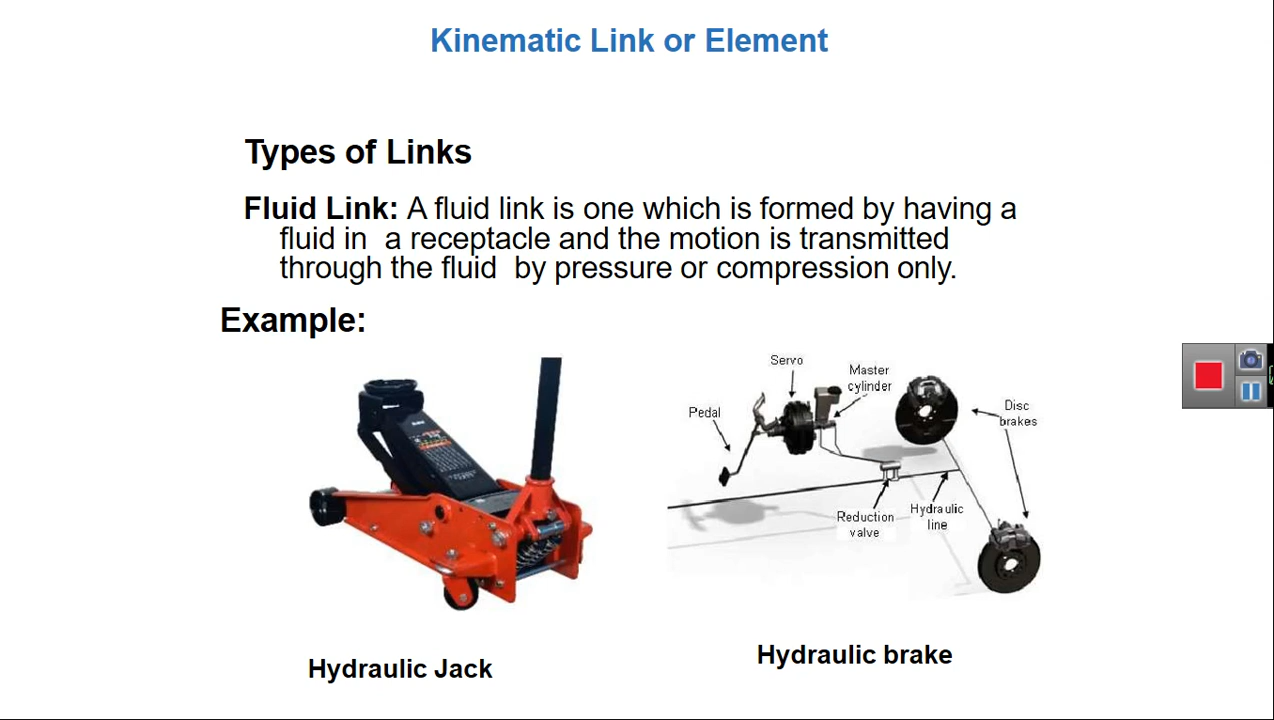 Kinematic Link or Element
Types of Links
Fluid Link: A fluid link is one which is formed by having a
fluid in a receptacle and the motion is transmitted
through the fluid by pressure or compression only.
Example:
Servo
Master
cylinder
Pedal
Disc
brakes
Reduction
valve
Hydraulic
line
Hydraulic Jack
Hydraulic brake